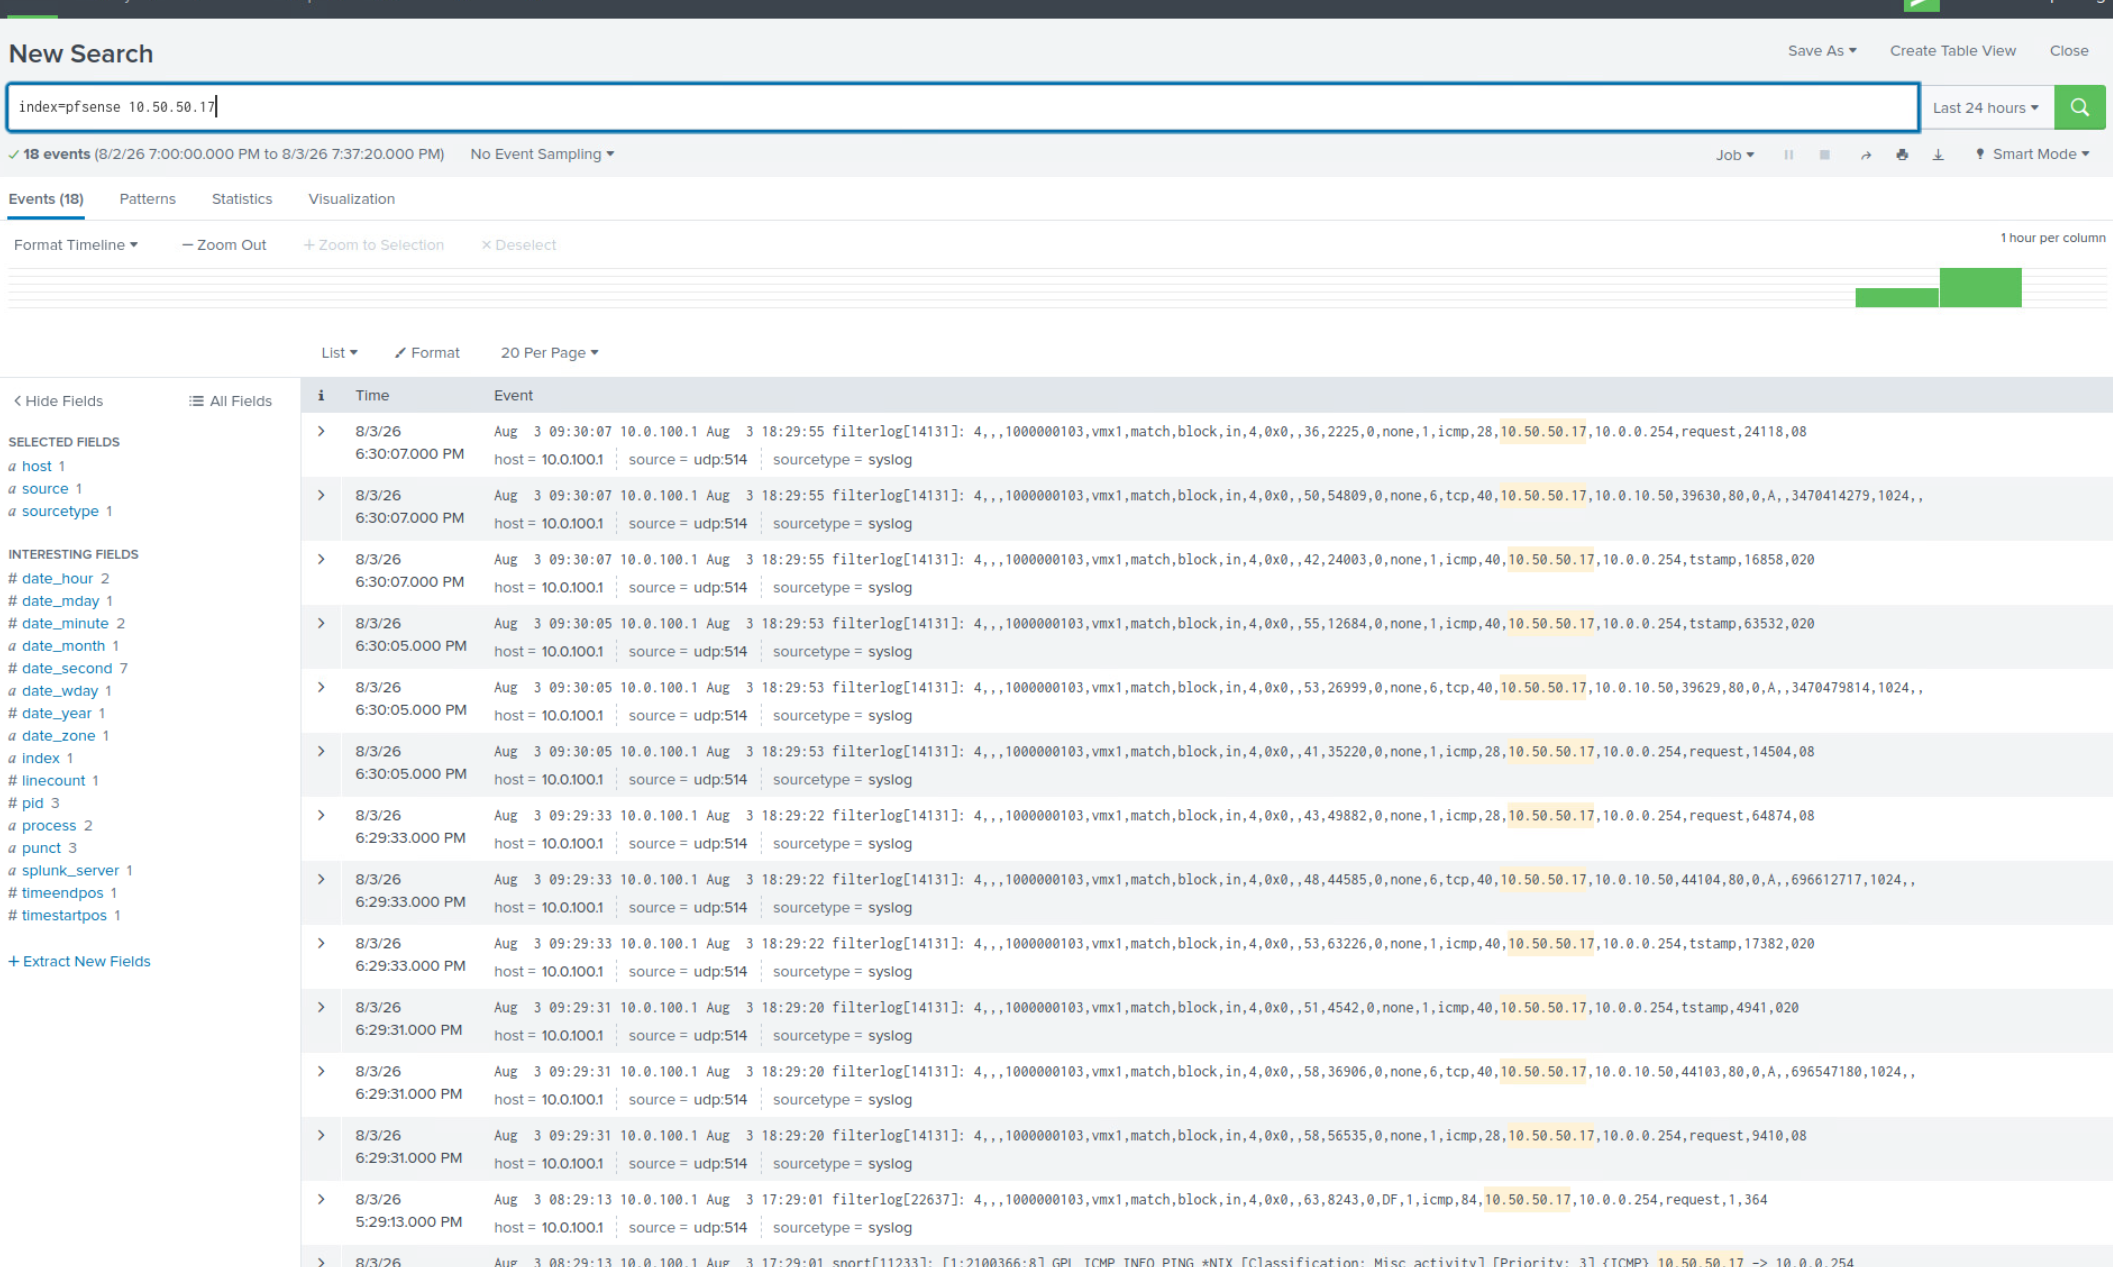 New Search
Save As Create Table View Close
index=pfsense 10.50.50.17
Last 24 hours
18 events (8/2/26 7:00:00.000 PM to 8/3/26 7:37:20.000 PM) No Event Sampling
Job Smart Mode
Events (18) Patterns Statistics Visualization
Format Timeline — Zoom Out + Zoom to Selection × Deselect
1 hour per column
List Format 20 Per Page
Hide Fields All Fields
SELECTED FIELDS
a host 1
a source 1
a sourcetype 1
INTERESTING FIELDS
# date_hour 2
# date_mday 1
# date_minute 2
a date_month 1
# date_second 7
a date_wday 1
# date_year 1
a date_zone 1
a index 1
# linecount 1
# pid 3
a process 2
a punct 3
a splunk_server 1
# timeendpos 1
# timestartpos 1
+ Extract New Fields
i Time Event
8/3/26 Aug 3 09:30:07 10.0.100.1 Aug 3 18:29:55 filterlog[14131]: 4,,,1000000103,vmx1,match,block,in,4,0x0,,36,2225,0,none,1,icmp,28,10.50.50.17,10.0.0.254,request,24118,08
6:30:07.000 PM host = 10.0.100.1 source = udp:514 sourcetype = syslog
8/3/26 Aug 3 09:30:07 10.0.100.1 Aug 3 18:29:55 filterlog[14131]: 4,,,1000000103,vmx1,match,block,in,4,0x0,,50,54809,0,none,6,tcp,40,10.50.50.17,10.0.10.50,39630,80,0,A,,3470414279,1024,,
6:30:07.000 PM host = 10.0.100.1 source = udp:514 sourcetype = syslog
8/3/26 Aug 3 09:30:07 10.0.100.1 Aug 3 18:29:55 filterlog[14131]: 4,,,1000000103,vmx1,match,block,in,4,0x0,,42,24003,0,none,1,icmp,40,10.50.50.17,10.0.0.254,tstamp,16858,020
6:30:07.000 PM host = 10.0.100.1 source = udp:514 sourcetype = syslog
8/3/26 Aug 3 09:30:05 10.0.100.1 Aug 3 18:29:53 filterlog[14131]: 4,,,1000000103,vmx1,match,block,in,4,0x0,,55,12684,0,none,1,icmp,40,10.50.50.17,10.0.0.254,tstamp,63532,020
6:30:05.000 PM host = 10.0.100.1 source = udp:514 sourcetype = syslog
8/3/26 Aug 3 09:30:05 10.0.100.1 Aug 3 18:29:53 filterlog[14131]: 4,,,1000000103,vmx1,match,block,in,4,0x0,,53,26999,0,none,6,tcp,40,10.50.50.17,10.0.10.50,39629,80,0,A,,3470479814,1024,,
6:30:05.000 PM host = 10.0.100.1 source = udp:514 sourcetype = syslog
8/3/26 Aug 3 09:30:05 10.0.100.1 Aug 3 18:29:53 filterlog[14131]: 4,,,1000000103,vmx1,match,block,in,4,0x0,,41,35220,0,none,1,icmp,28,10.50.50.17,10.0.0.254,request,14504,08
6:30:05.000 PM host = 10.0.100.1 source = udp:514 sourcetype = syslog
8/3/26 Aug 3 09:29:33 10.0.100.1 Aug 3 18:29:22 filterlog[14131]: 4,,,1000000103,vmx1,match,block,in,4,0x0,,43,49882,0,none,1,icmp,28,10.50.50.17,10.0.0.254,request,64874,08
6:29:33.000 PM host = 10.0.100.1 source = udp:514 sourcetype = syslog
8/3/26 Aug 3 09:29:33 10.0.100.1 Aug 3 18:29:22 filterlog[14131]: 4,,,1000000103,vmx1,match,block,in,4,0x0,,48,44585,0,none,6,tcp,40,10.50.50.17,10.0.10.50,44104,80,0,A,,696612717,1024,,
6:29:33.000 PM host = 10.0.100.1 source = udp:514 sourcetype = syslog
8/3/26 Aug 3 09:29:33 10.0.100.1 Aug 3 18:29:22 filterlog[14131]: 4,,,1000000103,vmx1,match,block,in,4,0x0,,53,63226,0,none,1,icmp,40,10.50.50.17,10.0.0.254,tstamp,17382,020
6:29:33.000 PM host = 10.0.100.1 source = udp:514 sourcetype = syslog
8/3/26 Aug 3 09:29:31 10.0.100.1 Aug 3 18:29:20 filterlog[14131]: 4,,,1000000103,vmx1,match,block,in,4,0x0,,51,4542,0,none,1,icmp,40,10.50.50.17,10.0.0.254,tstamp,4941,020
6:29:31.000 PM host = 10.0.100.1 source = udp:514 sourcetype = syslog
8/3/26 Aug 3 09:29:31 10.0.100.1 Aug 3 18:29:20 filterlog[14131]: 4,,,1000000103,vmx1,match,block,in,4,0x0,,58,36906,0,none,6,tcp,40,10.50.50.17,10.0.10.50,44103,80,0,A,,696547180,1024,,
6:29:31.000 PM host = 10.0.100.1 source = udp:514 sourcetype = syslog
8/3/26 Aug 3 09:29:31 10.0.100.1 Aug 3 18:29:20 filterlog[14131]: 4,,,1000000103,vmx1,match,block,in,4,0x0,,58,56535,0,none,1,icmp,28,10.50.50.17,10.0.0.254,request,9410,08
6:29:31.000 PM host = 10.0.100.1 source = udp:514 sourcetype = syslog
8/3/26 Aug 3 08:29:13 10.0.100.1 Aug 3 17:29:01 filterlog[22637]: 4,,,1000000103,vmx1,match,block,in,4,0x0,,63,8243,0,DF,1,icmp,84,10.50.50.17,10.0.0.254,request,1,364
5:29:13.000 PM host = 10.0.100.1 source = udp:514 sourcetype = syslog
8/3/26 Aug 3 08:29:13 10.0.100.1 Aug 3 17:29:01 snort[11233]: [1:2100366:8] GPL ICMP_INFO PING *NIX [Classification: Misc activity] [Priority: 3] {ICMP} 10.50.50.17 -> 10.0.0.254